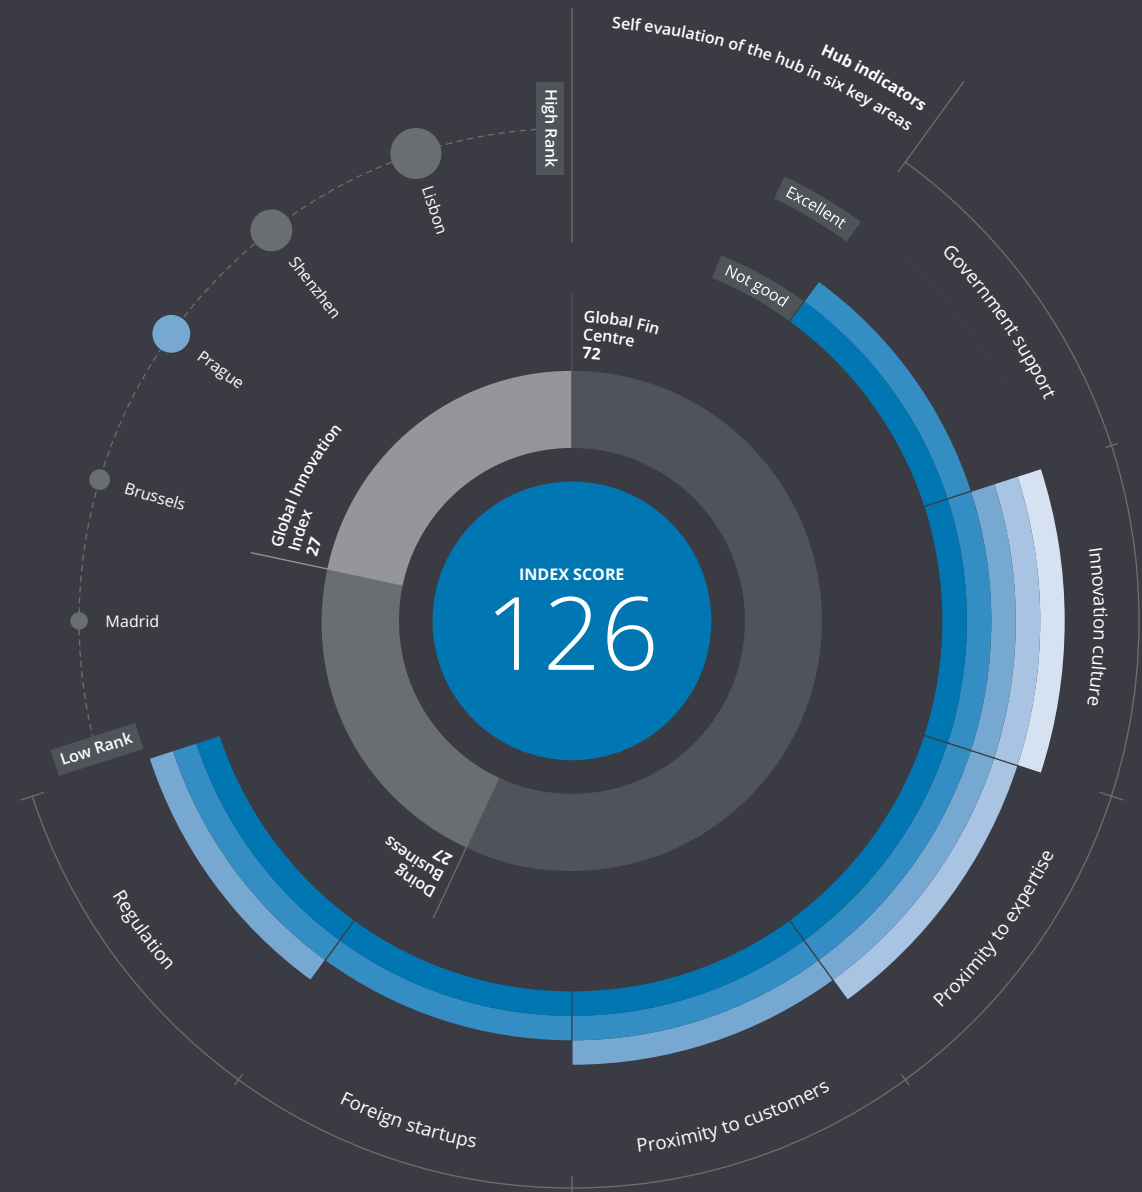 Hub indicators
Self evaulation of the hub in six key areas
High Rank
Lisbon
Shenzhen
Prague
Brussels
Madrid
Low Rank
Excellent
Not good
Global Fin
Centre
72
Global Innovation
Index
27
Doing
Business
27
INDEX SCORE
126
Government support
Innovation culture
Proximity to expertise
Proximity to customers
Foreign startups
Regulation